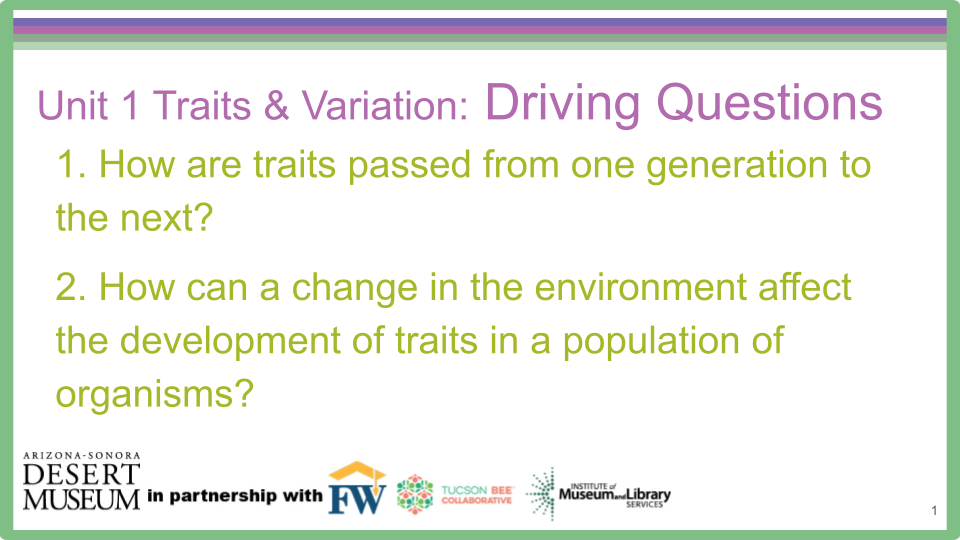 Unit 1 Traits & Variation: Driving Questions
1. How are traits passed from one generation to
the next?
2. How can a change in the environment affect
the development of traits in a population of
organisms?
ARIZONA-SONORA
DESERT
MUSEUM
in partnership with
FW
TUCSON BEE
COLLABORATIVE
INSTITUTE of
Museum and Library
SERVICES
1